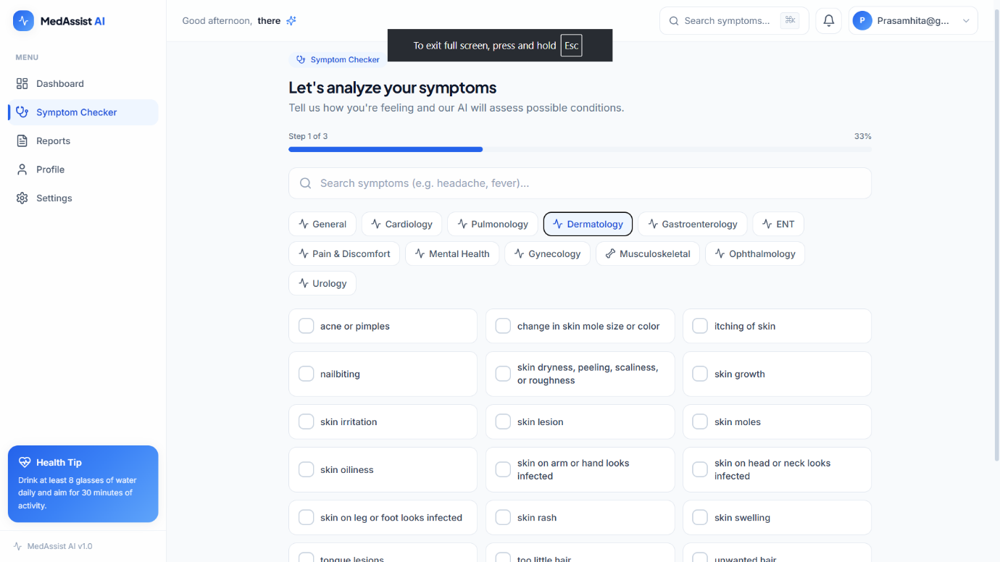 MedAssist AI
Good afternoon, there
Search symptoms...
⌘K
P
Prasamhita@g...
To exit full screen, press and hold Esc
MENU
Dashboard
Symptom Checker
Reports
Profile
Settings
Symptom Checker
Let's analyze your symptoms
Tell us how you're feeling and our AI will assess possible conditions.
Step 1 of 3
33%
Search symptoms (e.g. headache, fever)...
General
Cardiology
Pulmonology
Dermatology
Gastroenterology
ENT
Pain & Discomfort
Mental Health
Gynecology
Musculoskeletal
Ophthalmology
Urology
acne or pimples
change in skin mole size or color
itching of skin
nailbiting
skin dryness, peeling, scaliness,
or roughness
skin growth
skin irritation
skin lesion
skin moles
skin oiliness
skin on arm or hand looks
infected
skin on head or neck looks
infected
skin on leg or foot looks infected
skin rash
skin swelling
tongue lesions
too little hair
unwanted hair
Health Tip
Drink at least 8 glasses of water
daily and aim for 30 minutes of
activity.
MedAssist AI v1.0